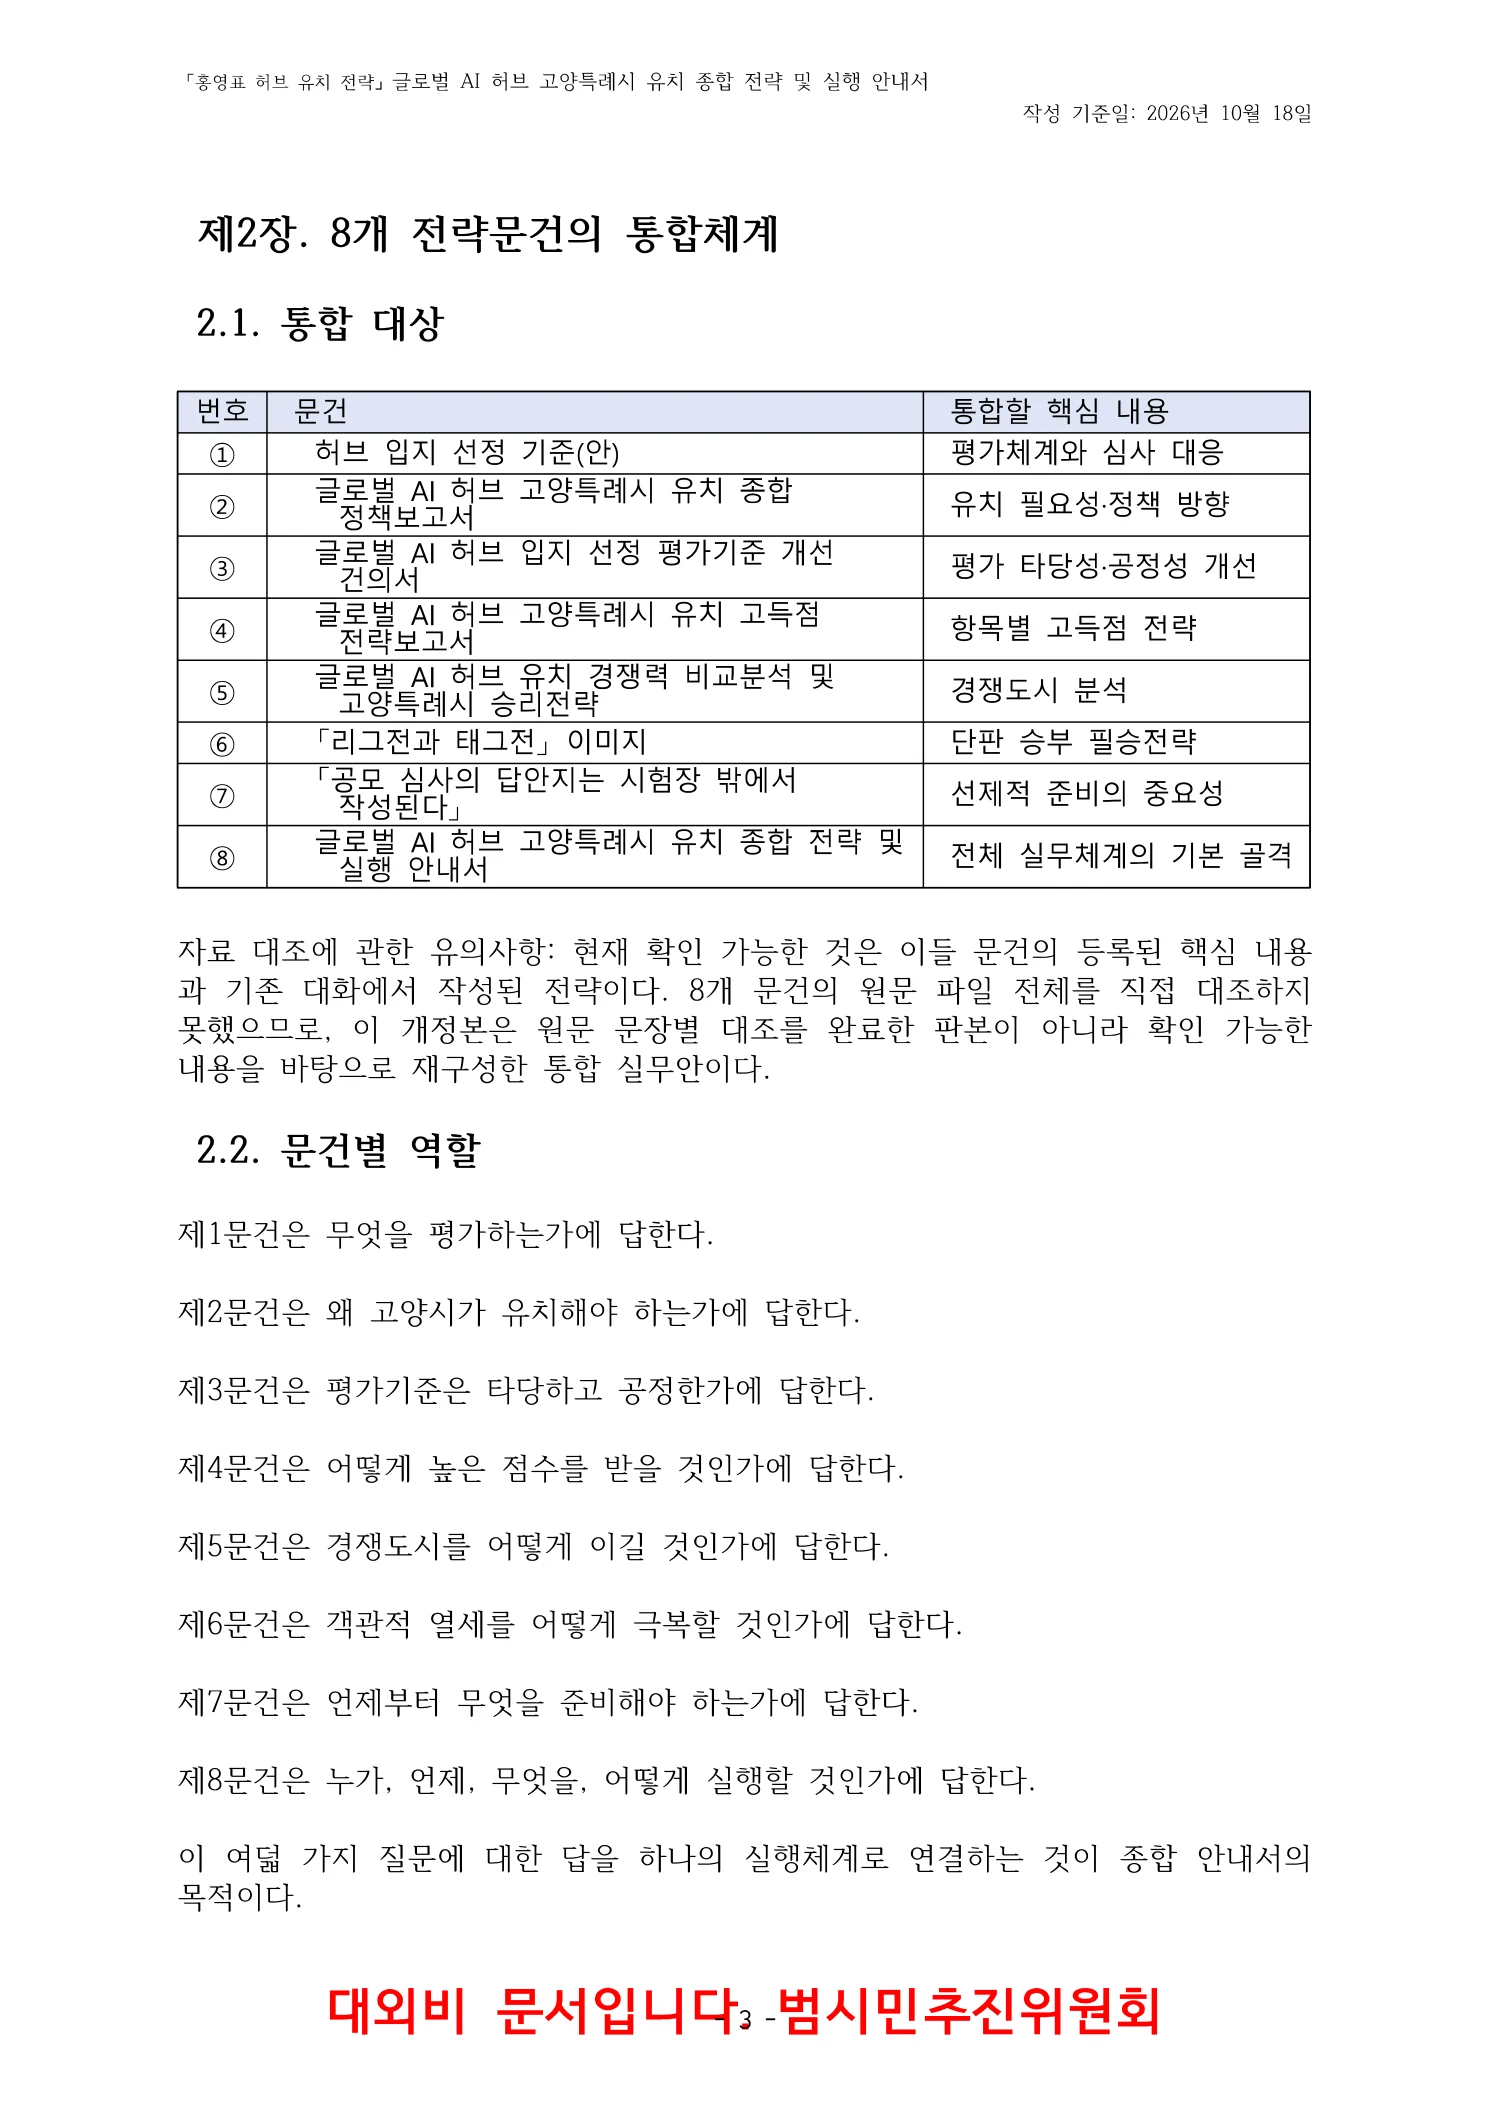 「홍영표 허브 유치 전략」글로벌 AI 허브 고양특례시 유치 종합 전략 및 실행 안내서
작성 기준일: 2026년 10월 18일
제2장. 8개 전략문건의 통합체계
2.1. 통합 대상
번호 문건 통합할 핵심 내용
① 허브 입지 선정 기준(안) 평가체계와 심사 대응
② 글로벌 AI 허브 고양특례시 유치 종합
정책보고서 유치 필요성·정책 방향
③ 글로벌 AI 허브 입지 선정 평가기준 개선
건의서 평가 타당성·공정성 개선
④ 글로벌 AI 허브 고양특례시 유치 고득점
전략보고서 항목별 고득점 전략
⑤ 글로벌 AI 허브 유치 경쟁력 비교분석 및
고양특례시 승리전략 경쟁도시 분석
⑥ 「리그전과 태그전」이미지 단판 승부 필승전략
⑦ 「공모 심사의 답안지는 시험장 밖에서
작성된다」 선제적 준비의 중요성
⑧ 글로벌 AI 허브 고양특례시 유치 종합 전략 및
실행 안내서 전체 실무체계의 기본 골격
자료 대조에 관한 유의사항: 현재 확인 가능한 것은 이들 문건의 등록된 핵심 내용
과 기존 대화에서 작성된 전략이다. 8개 문건의 원문 파일 전체를 직접 대조하지
못했으므로, 이 개정본은 원문 문장별 대조를 완료한 판본이 아니라 확인 가능한
내용을 바탕으로 재구성한 통합 실무안이다.
2.2. 문건별 역할
제1문건은 무엇을 평가하는가에 답한다.
제2문건은 왜 고양시가 유치해야 하는가에 답한다.
제3문건은 평가기준은 타당하고 공정한가에 답한다.
제4문건은 어떻게 높은 점수를 받을 것인가에 답한다.
제5문건은 경쟁도시를 어떻게 이길 것인가에 답한다.
제6문건은 객관적 열세를 어떻게 극복할 것인가에 답한다.
제7문건은 언제부터 무엇을 준비해야 하는가에 답한다.
제8문건은 누가, 언제, 무엇을, 어떻게 실행할 것인가에 답한다.
이 여덟 가지 질문에 대한 답을 하나의 실행체계로 연결하는 것이 종합 안내서의
목적이다.
대외비 문서입니다. 범시민추진위원회
- 3 -